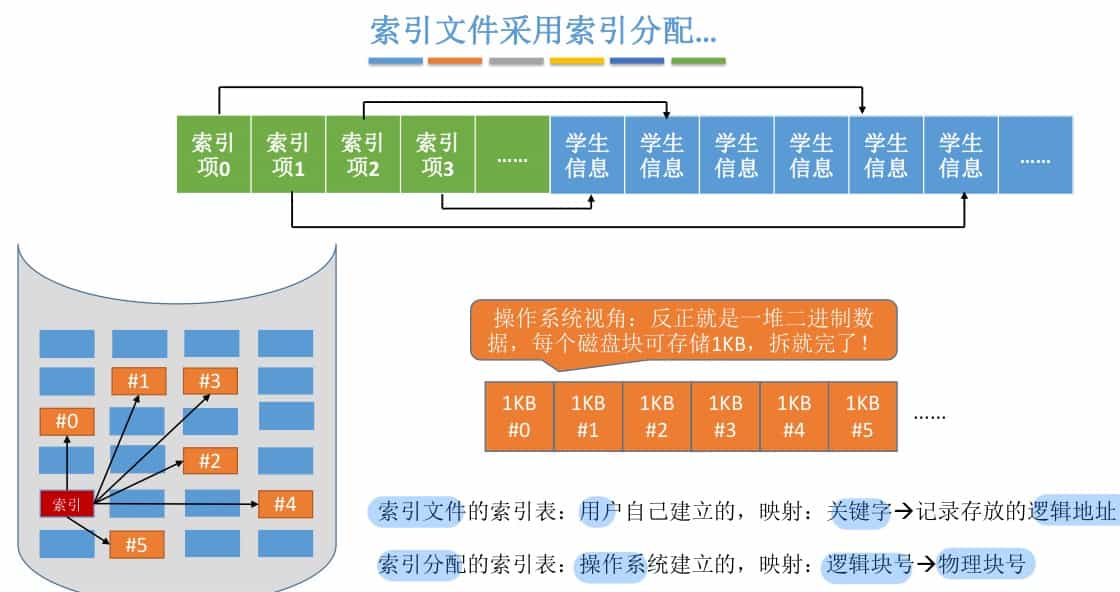 索引文件采用索引分配...
索引项0
索引项1
索引项2
索引项3
……
学生信息
学生信息
学生信息
学生信息
学生信息
学生信息
……
操作系统视角：反正就是一堆二进制数
据，每个磁盘块可存储1KB，拆就完了！
#1
#3
#0
#2
索引
#4
#5
1KB #0
1KB #1
1KB #2
1KB #3
1KB #4
1KB #5
……
索引文件的索引表：用户自己建立的，映射：关键字→记录存放的逻辑地址
索引分配的索引表：操作系统建立的，映射：逻辑块号→物理块号